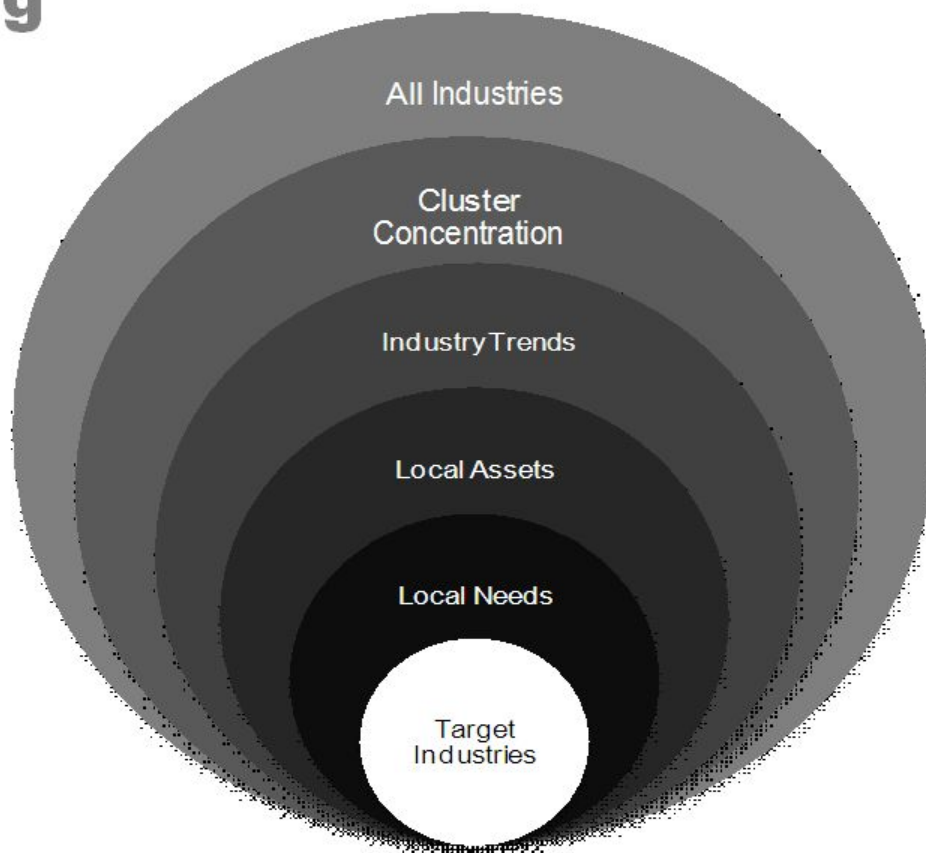 g
All Industries
Cluster
Concentration
Industry Trends
Local Assets
Local Needs
Target
Industries